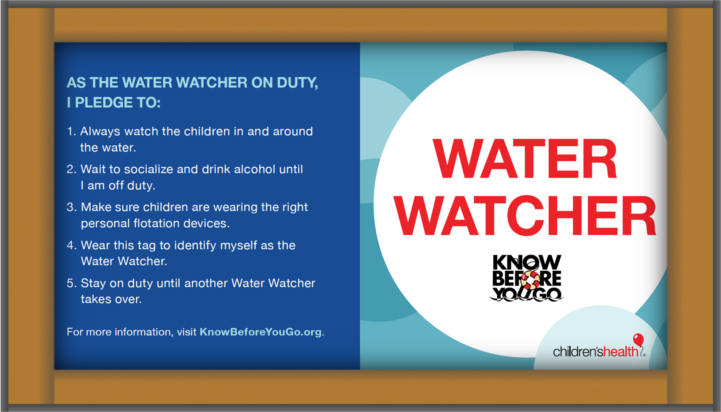 AS THE WATER WATCHER ON DUTY,
I PLEDGE TO:
1. Always watch the children in and around
the water.
2. Wait to socialize and drink alcohol until
I am off duty.
3. Make sure children are wearing the right
personal flotation devices.
4. Wear this tag to identify myself as the
Water Watcher.
5. Stay on duty until another Water Watcher
takes over.
For more information, visit KnowBeforeYouGo.org.
WATER
WATCHER
KNOW
BEFORE
YOU GO
children'shealth